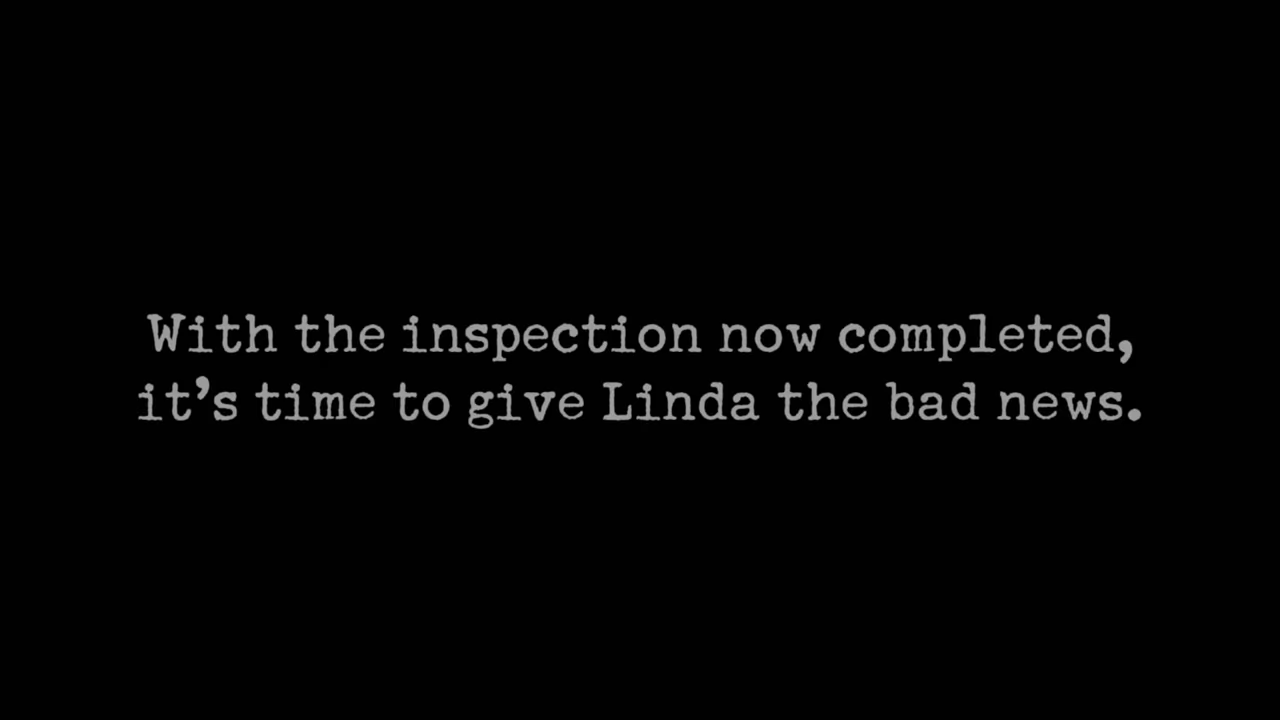 With the inspection now completed,
it’s time to give Linda the bad news.